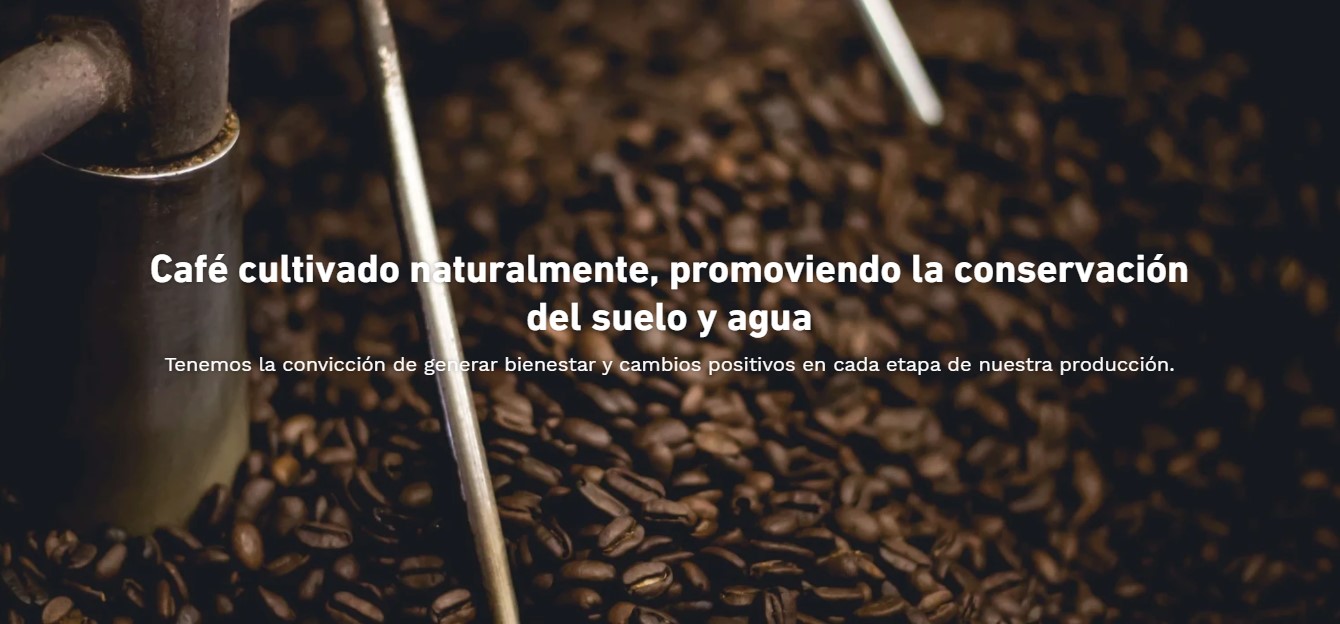 Café cultivado naturalmente, promoviendo la conservación
del suelo y agua
Tenemos la convicción de generar bienestar y cambios positivos en cada etapa de nuestra producción.